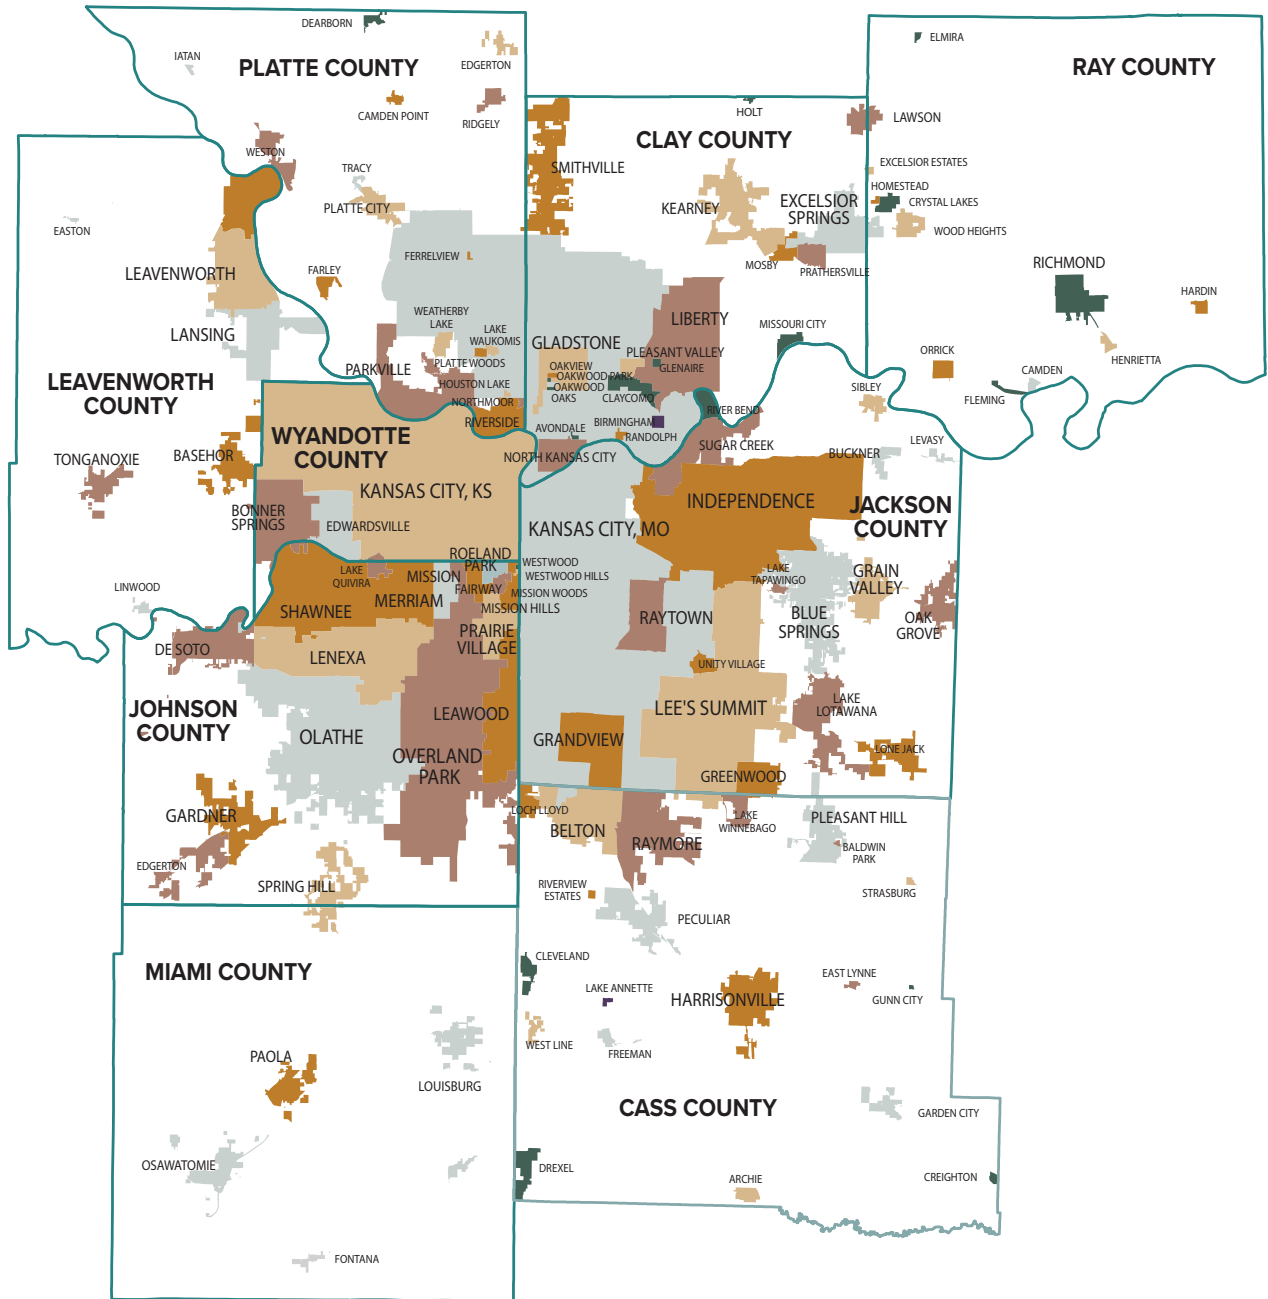 DEARBORN
ELMIRA
IATAN
PLATTE COUNTY
EDGERTON
RAY COUNTY
CAMDEN POINT
RIDGELY
HOLT
LAWSON
CLAY COUNTY
WESTON
TRACY
SMITHVILLE
EXCELSIOR ESTATES
HOMESTEAD
CRYSTAL LAKES
PLATTE CITY
KEARNEY
EXCELSIOR
SPRINGS
WOOD HEIGHTS
EASTON
FERRELVIEW
MOSBY
PRATHERSVILLE
RICHMOND
LEAVENWORTH
FARLEY
HARDIN
LANSING
WEATHERBY
LAKE
LAKE
WAUKOMIS
GLADSTONE
LIBERTY
MISSOURI CITY
PLEASANT VALLEY
GLENAIRE
ORRICK
HENRIETTA
PARKVILLE
PLATTE WOODS
OAKVIEW
OAKWOOD PARK
OAKWOOD
OAKS
CLAYCOMO
CAMDEN
FLEMING
LEAVENWORTH
COUNTY
HOUSTON LAKE
NORTHMOOR
SIBLEY
RIVERSIDE
AVONDALE
BIRMINGHAM
RANDOLPH
RIVER BEND
WYANDOTTE
COUNTY
SUGAR CREEK
BUCKNER
LEVASY
TONGANOXIE
BASEHOR
NORTH KANSAS CITY
KANSAS CITY, KS
INDEPENDENCE
JACKSON
COUNTY
BONNER
SPRINGS
EDWARDSVILLE
KANSAS CITY, MO
ROELAND
PARK
WESTWOOD
WESTWOOD HILLS
LAKE
QUIVIRA
MISSION
FAIRWAY
MISSION WOODS
LAKE
TAPAWINGO
GRAIN
VALLEY
LINWOOD
SHAWNEE
MERRIAM
MISSION HILLS
RAYTOWN
BLUE
SPRINGS
OAK
GROVE
DE SOTO
LENEXA
PRAIRIE
VILLAGE
UNITY VILLAGE
JOHNSON
COUNTY
OLATHE
LEAWOOD
LEE'S SUMMIT
LAKE
LOTAWANA
OVERLAND
PARK
GRANDVIEW
GREENWOOD
LONE JACK
GARDNER
LOCH LLOYD
BELTON
LAKE
WINNEBAGO
PLEASANT HILL
RAYMORE
BALDWIN
PARK
EDGERTON
SPRING HILL
RIVERVIEW
ESTATES
STRASBURG
PECULIAR
MIAMI COUNTY
CLEVELAND
LAKE ANNETTE
HARRISONVILLE
EAST LYNNE
GUNN CITY
PAOLA
WEST LINE
FREEMAN
LOUISBURG
CASS COUNTY
GARDEN CITY
OSAWATOMIE
DREXEL
ARCHIE
CREIGHTON
FONTANA